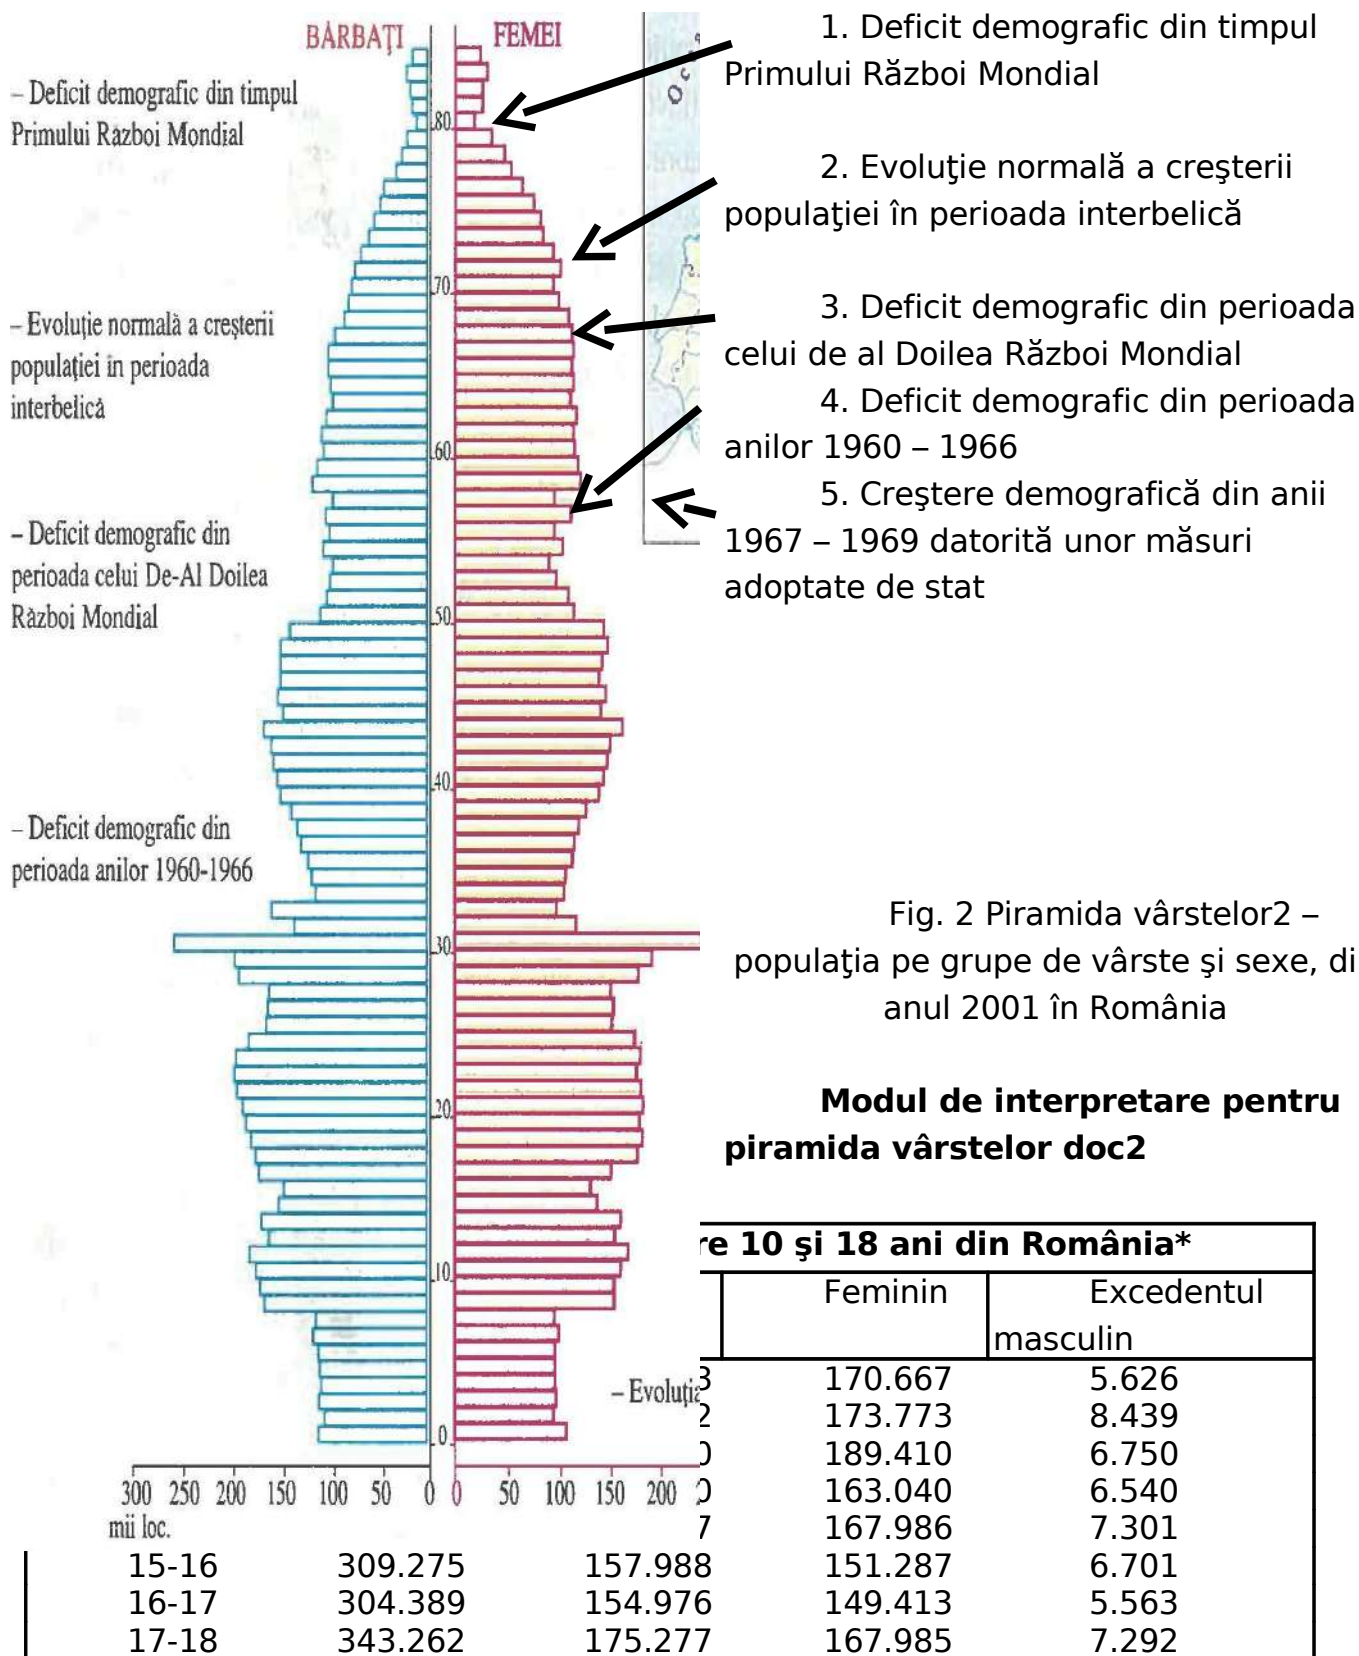 BĂRBAŢI
FEMEI
– Deficit demografic din timpul
Primului Război Mondial
– Evoluţie normală a creşterii
populaţiei în perioada
interbelică
– Deficit demografic din
perioada celui De-Al Doilea
Război Mondial
– Deficit demografic din
perioada anilor 1960-1966
80
70
60
50
40
30
20
10
0
– Evoluţia
300 250 200 150 100 50 0 0 50 100 150 200
mii loc.
1. Deficit demografic din timpul
Primului Război Mondial
2. Evoluţie normală a creşterii
populaţiei în perioada interbelică
3. Deficit demografic din perioada
celui de al Doilea Război Mondial
4. Deficit demografic din perioada
anilor 1960 – 1966
5. Creştere demografică din anii
1967 – 1969 datorită unor măsuri
adoptate de stat
Fig. 2 Piramida vârstelor2 –
populaţia pe grupe de vârste şi sexe, di
anul 2001 în România
Modul de interpretare pentru
piramida vârstelor doc2
re 10 şi 18 ani din România*
Feminin Excedentul
masculin
3 170.667 5.626
2 173.773 8.439
0 189.410 6.750
0 163.040 6.540
7 167.986 7.301
15-16 309.275 157.988 151.287 6.701
16-17 304.389 154.976 149.413 5.563
17-18 343.262 175.277 167.985 7.292